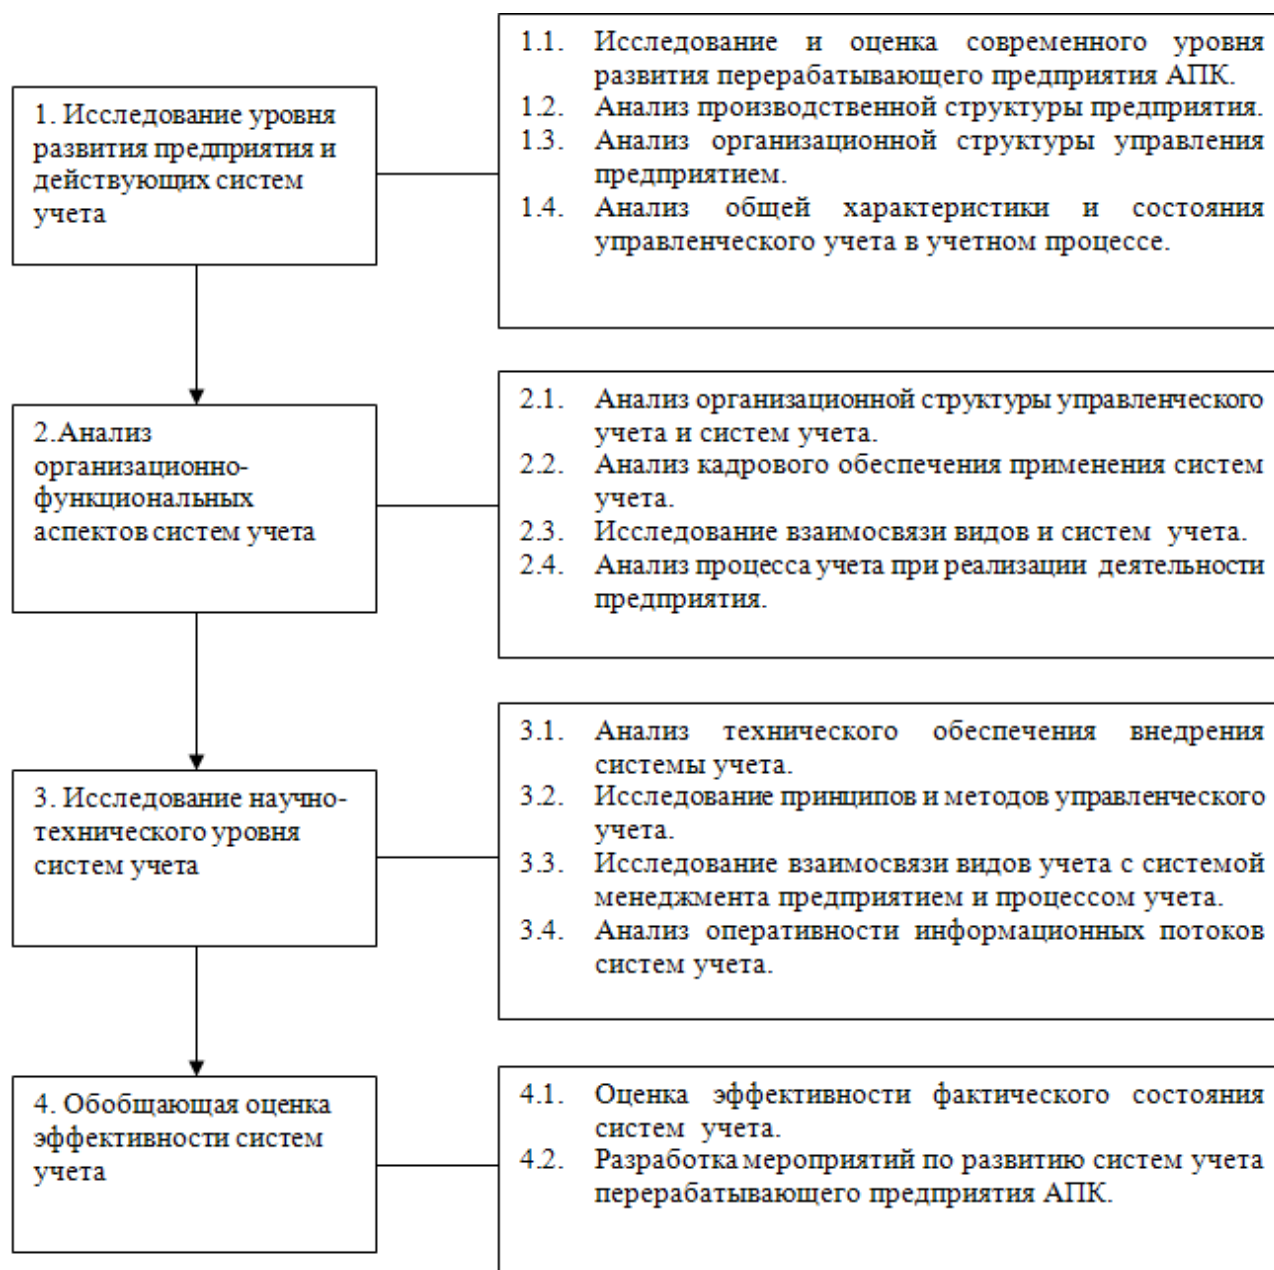 1. Исследование уровня
развития предприятия и
действующих систем
учета
1.1. Исследование и оценка современного уровня
развития перерабатывающего предприятия АПК.
1.2. Анализ производственной структуры предприятия.
1.3. Анализ организационной структуры управления
предприятием.
1.4. Анализ общей характеристики и состояния
управленческого учета в учетном процессе.
2.Анализ
организационно-
функциональных
аспектов систем учета
2.1. Анализ организационной структуры управленческого
учета и систем учета.
2.2. Анализ кадрового обеспечения применения систем
учета.
2.3. Исследование взаимосвязи видов и систем учета.
2.4. Анализ процесса учета при реализации деятельности
предприятия.
3. Исследование научно-
технического уровня
систем учета
3.1. Анализ технического обеспечения внедрения
системы учета.
3.2. Исследование принципов и методов управленческого
учета.
3.3. Исследование взаимосвязи видов учета с системой
менеджмента предприятием и процессом учета.
3.4. Анализ оперативности информационных потоков
систем учета.
4. Обобщающая оценка
эффективности систем
учета
4.1. Оценка эффективности фактического состояния
систем учета.
4.2. Разработка мероприятий по развитию систем учета
перерабатывающего предприятия АПК.